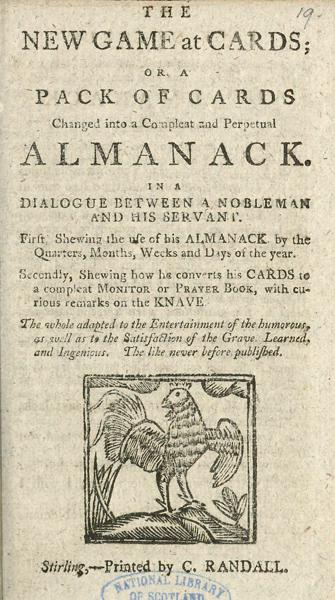 19.
THE
NEW GAME at CARDS;
OR, A
PACK OF CARDS
Changed into a Compleat and Perpetual
ALMANACK.
IN A
DIALOGUE BETWEEN A NOBLEMAN
AND HIS SERVANT.
First, Shewing the use of his ALMANACK by the
Quarters, Months, Weeks and Days of the year.
Secondly, Shewing how he converts his CARDS to
a compleat MONITOR or PRAYER BOOK, with cu-
rious remarks on the KNAVE.
The whole adapted to the Entertainment of the humorous,
as well as to the Satisfaction of the Grave, Learned,
and Ingenious. The like never before publiſhed.
Stirling,—Printed by C. RANDALL.
NATIONAL LIBRARY
OF SCOTLAND